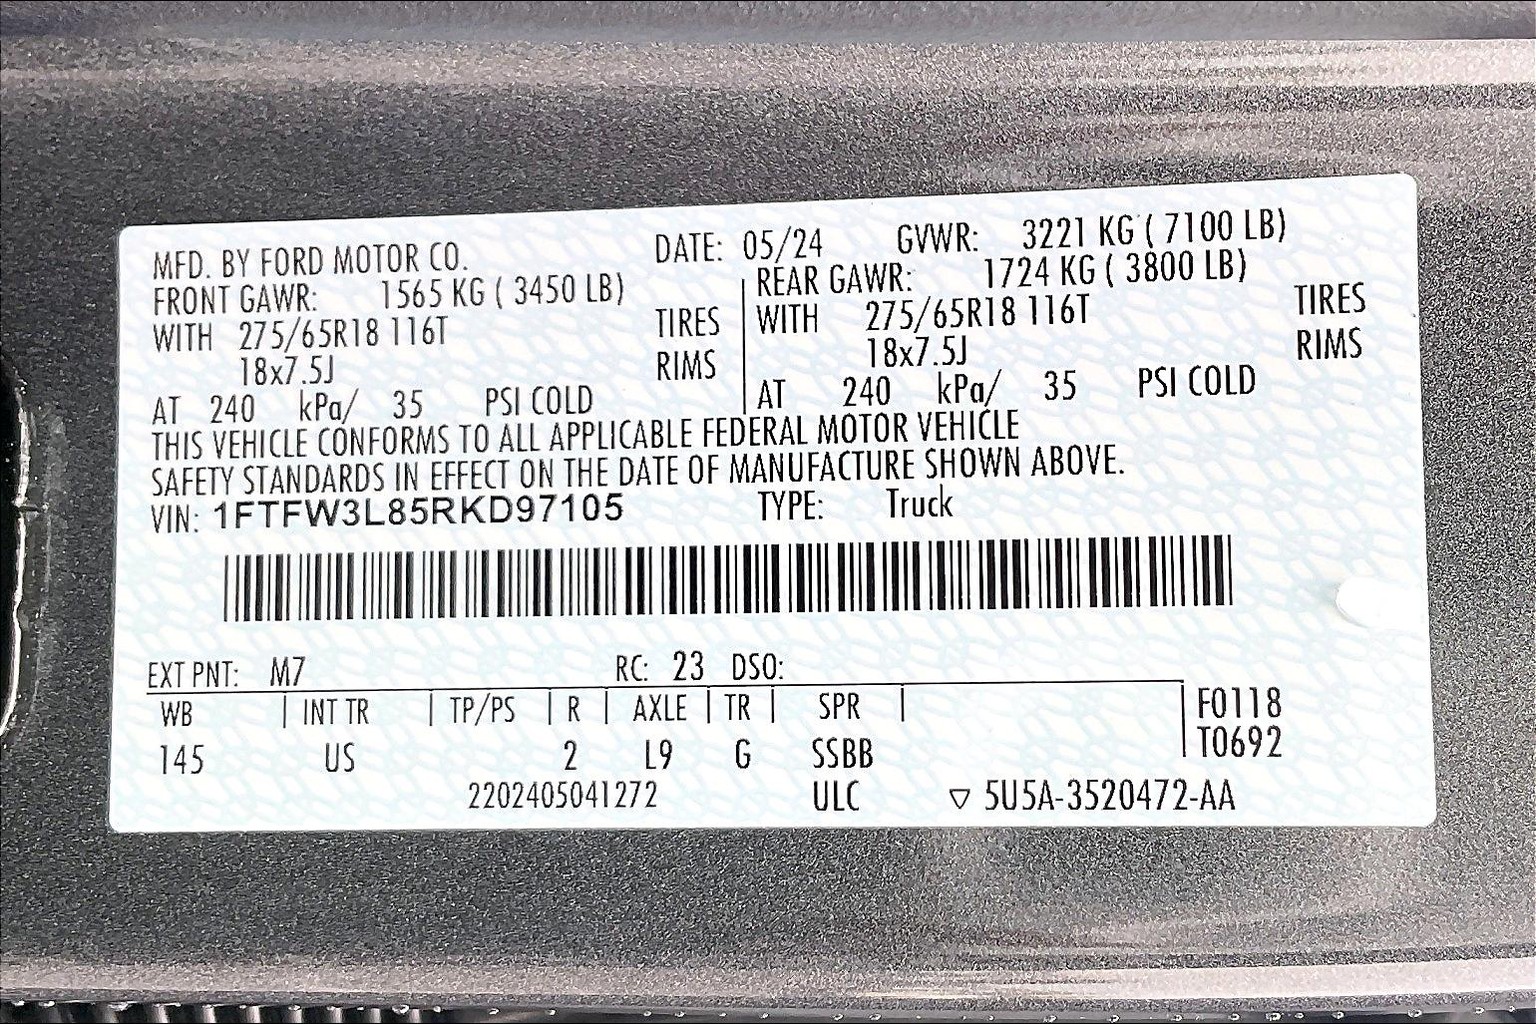 MFD. BY FORD MOTOR CO. DATE: 05/24 GVWR: 3221 KG ( 7100 LB)
FRONT GAWR: 1565 KG ( 3450 LB) REAR GAWR: 1724 KG ( 3800 LB)
WITH 275/65R18 116T TIRES WITH 275/65R18 116T TIRES
18x7.5J RIMS 18x7.5J RIMS
AT 240 kPa/ 35 PSI COLD AT 240 kPa/ 35 PSI COLD
THIS VEHICLE CONFORMS TO ALL APPLICABLE FEDERAL MOTOR VEHICLE
SAFETY STANDARDS IN EFFECT ON THE DATE OF MANUFACTURE SHOWN ABOVE.
VIN: 1FTFW3L85RKD97105 TYPE: Truck
EXT PNT: M7 RC: 23 DSO:
WB INT TR TP/PS R AXLE TR SPR F0118
145 US 2 L9 G SSBB T0692
2202405041272 ULC ▽ 5U5A-3520472-AA